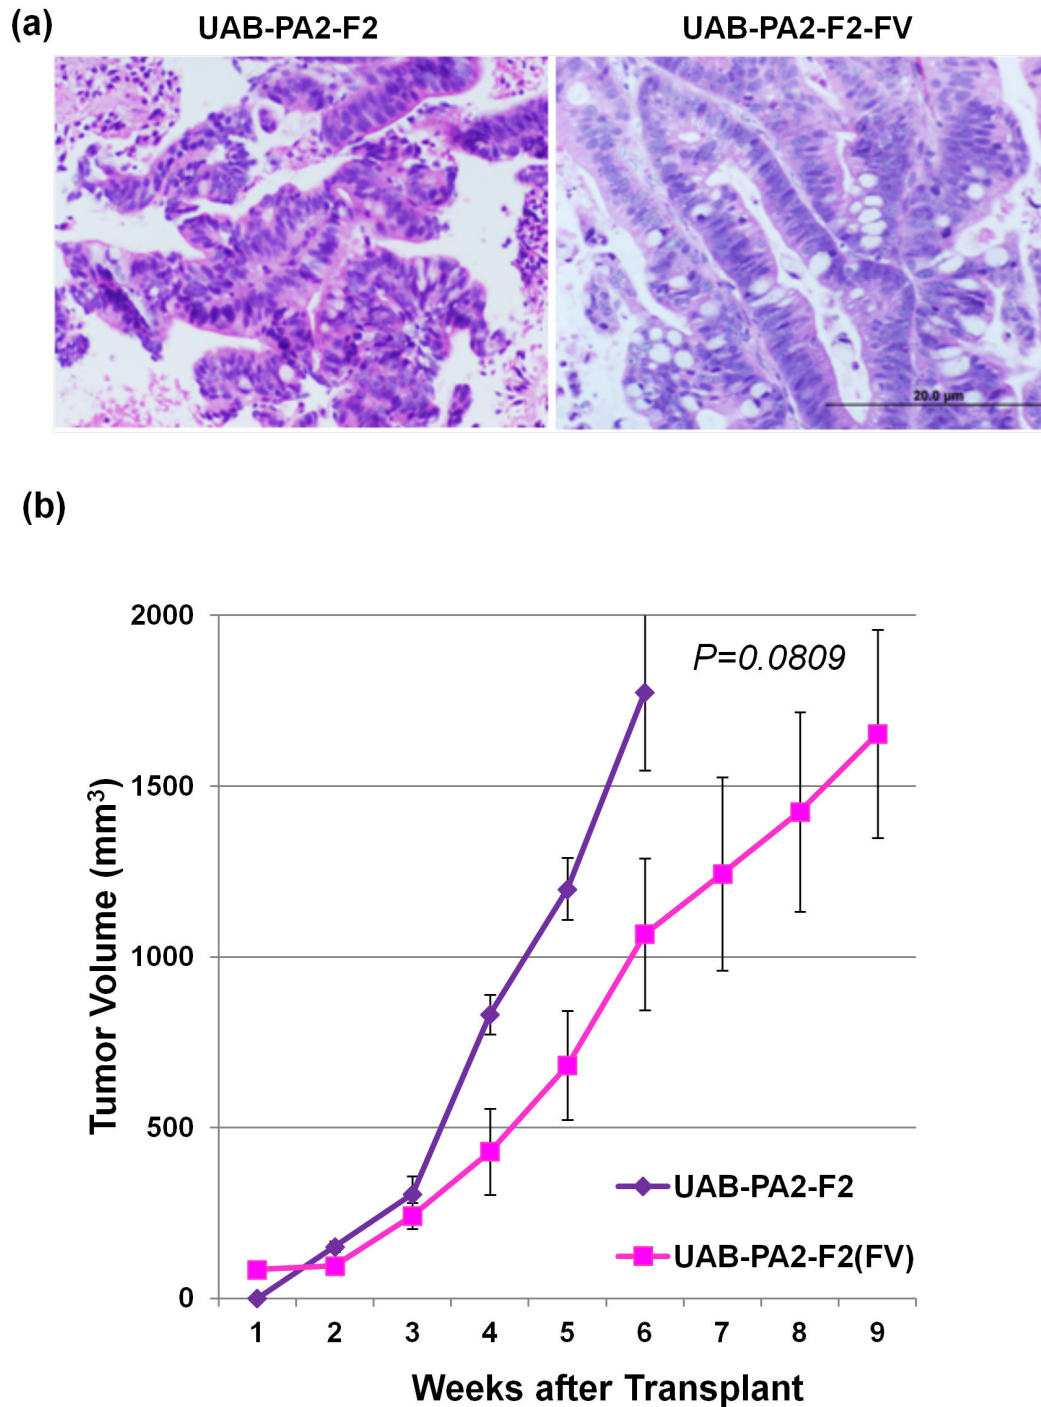 (a)
UAB-PA2-F2
UAB-PA2-F2-FV
20.0 µm
(b)
Tumor Volume (mm³)
2000
1500
1000
500
0
P=0.0809
UAB-PA2-F2
UAB-PA2-F2(FV)
1 2 3 4 5 6 7 8 9
Weeks after Transplant